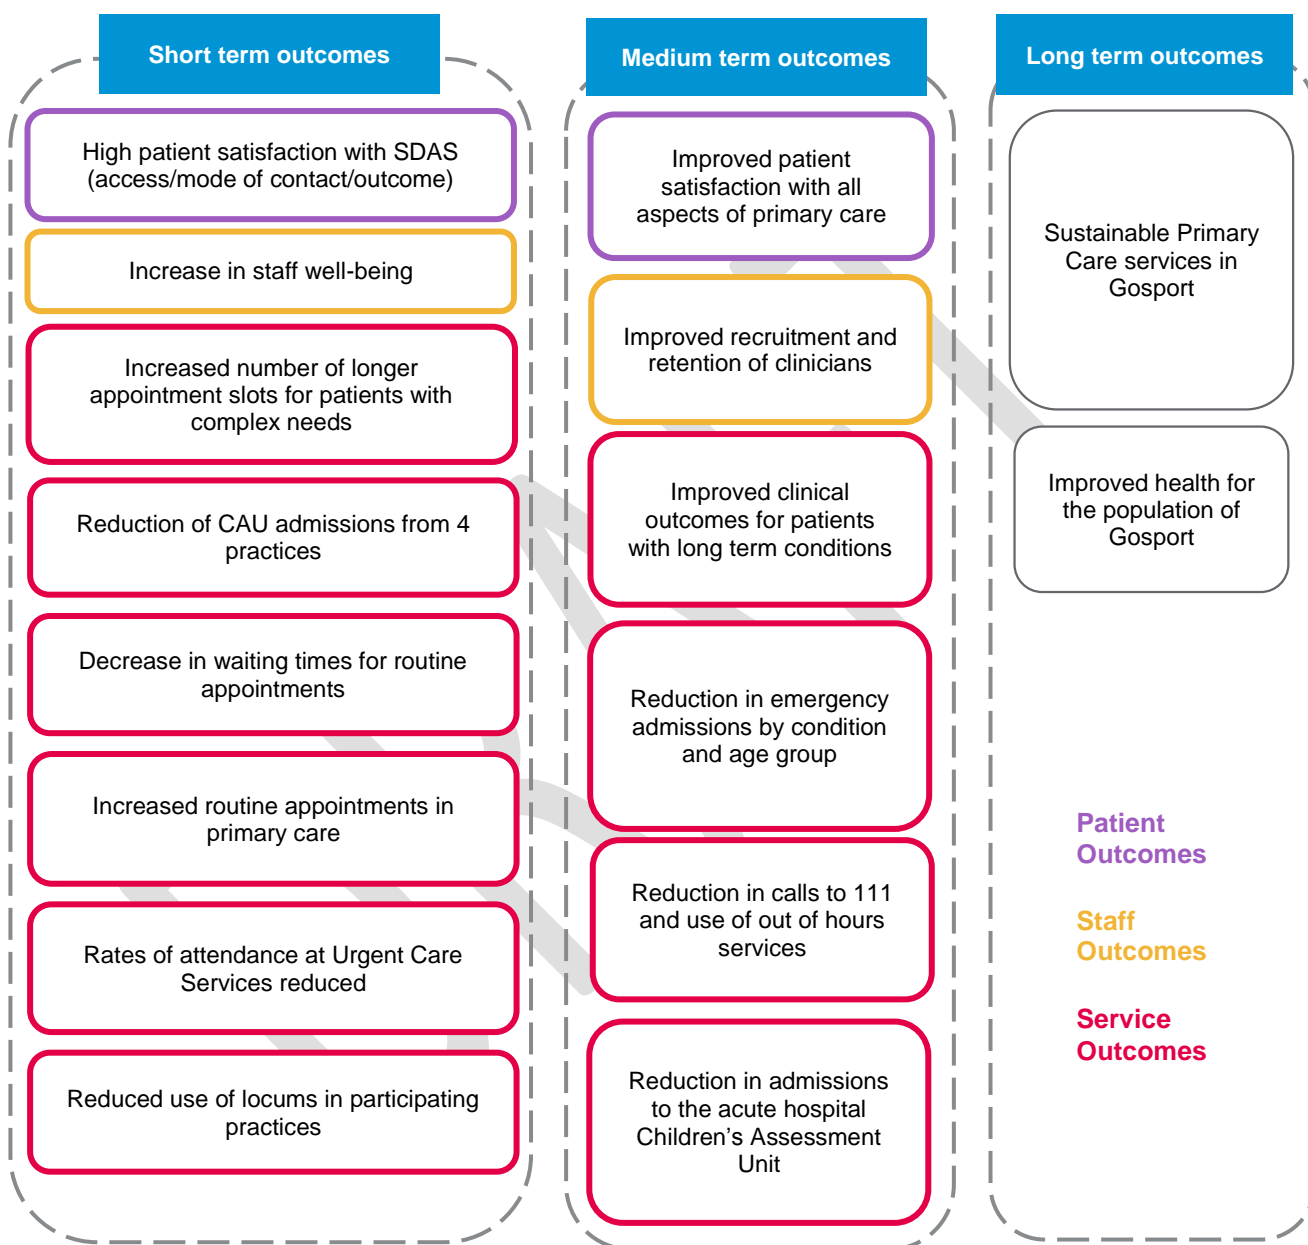 Short term outcomes
High patient satisfaction with SDAS
(access/mode of contact/outcome)
Increase in staff well-being
Increased number of longer
appointment slots for patients with
complex needs
Reduction of CAU admissions from 4
practices
Decrease in waiting times for routine
appointments
Increased routine appointments in
primary care
Rates of attendance at Urgent Care
Services reduced
Reduced use of locums in participating
practices
Medium term outcomes
Improved patient
satisfaction with all
aspects of primary care
Improved recruitment and
retention of clinicians
Improved clinical
outcomes for patients
with long term conditions
Reduction in emergency
admissions by condition
and age group
Reduction in calls to 111
and use of out of hours
services
Reduction in admissions
to the acute hospital
Children’s Assessment
Unit
Long term outcomes
Sustainable Primary
Care services in
Gosport
Improved health for
the population of
Gosport
Patient
Outcomes
Staff
Outcomes
Service
Outcomes